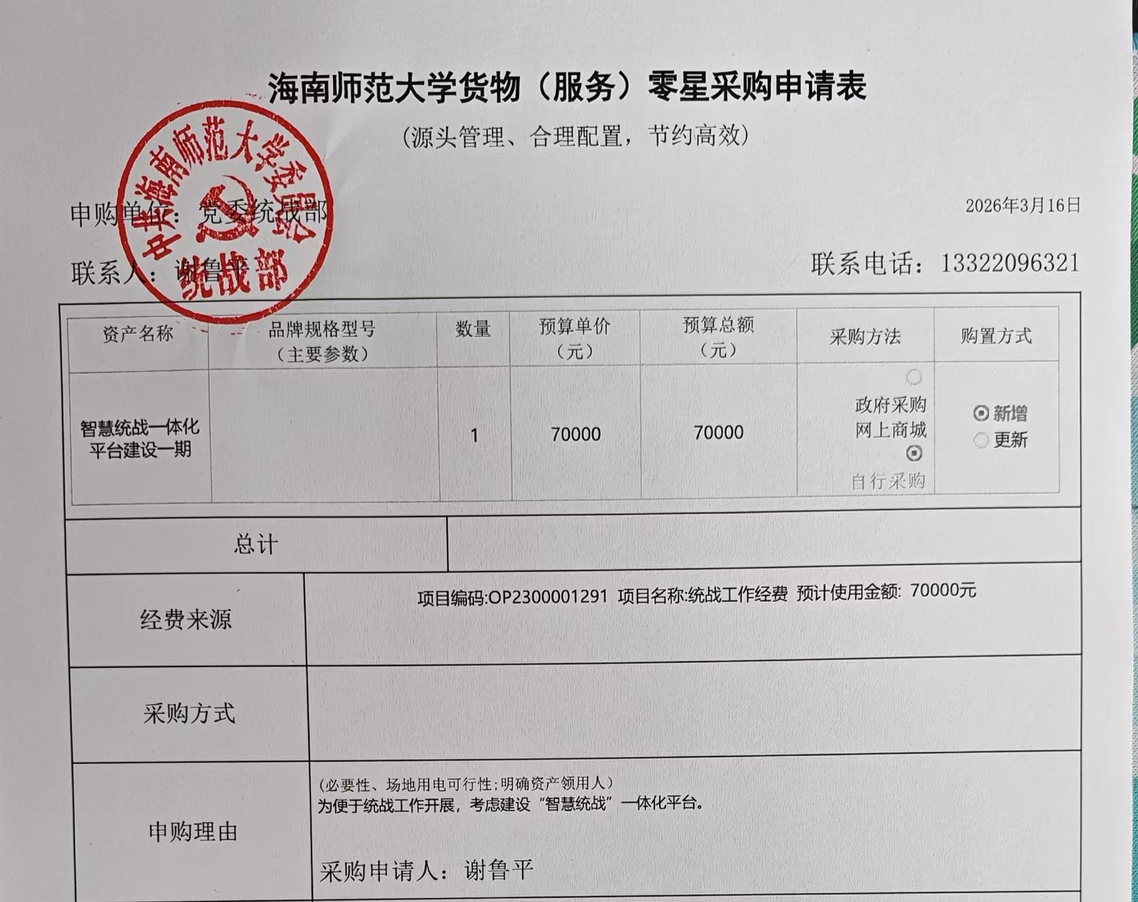 海南师范大学货物（服务）零星采购申请表
(源头管理、合理配置，节约高效)
中共海南师范大学委员会
统战部
申购单位：党委统战部
2026年3月16日
联系人：谢鲁平
联系电话：13322096321
资产名称
品牌规格型号
（主要参数）
数量
预算单价
（元）
预算总额
（元）
采购方法
购置方式
智慧统战一体化
平台建设一期
1
70000
70000
政府采购
网上商城
自行采购
新增
更新
总计
经费来源
项目编码:OP2300001291 项目名称:统战工作经费 预计使用金额: 70000元
采购方式
申购理由
(必要性、场地用电可行性;明确资产领用人)
为便于统战工作开展，考虑建设“智慧统战”一体化平台。
采购申请人：谢鲁平